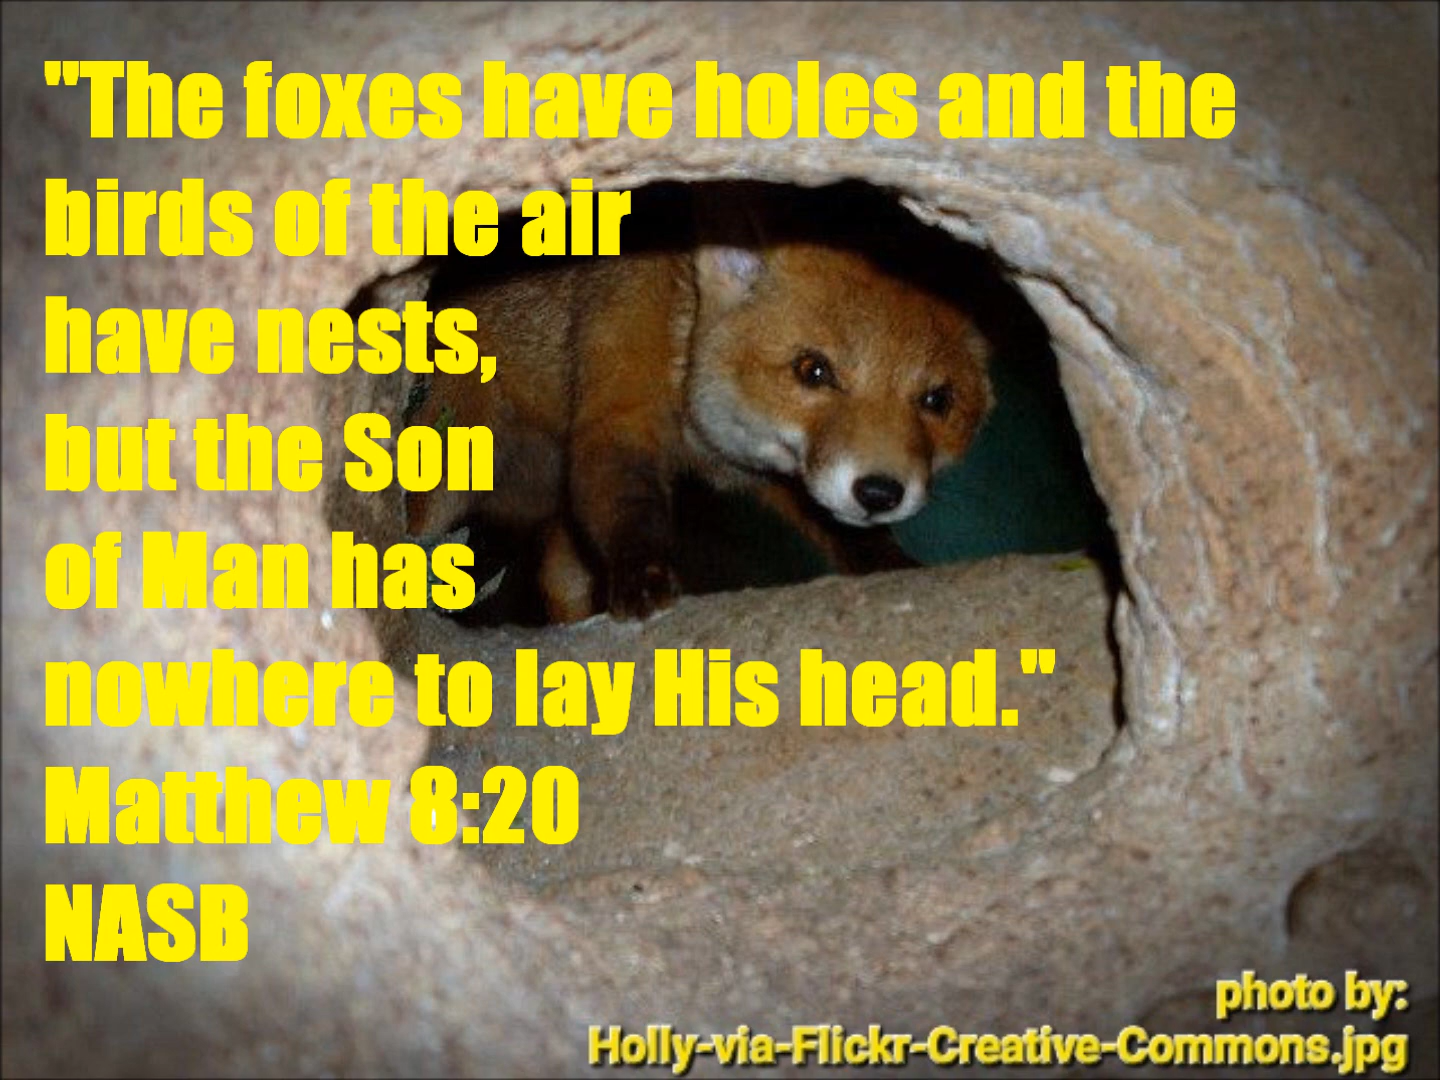 "The foxes have holes and the
birds of the air
have nests,
but the Son
of Man has
nowhere to lay His head."
Matthew 8:20
NASB
photo by:
Holly-via-Flickr-Creative-Commons.jpg